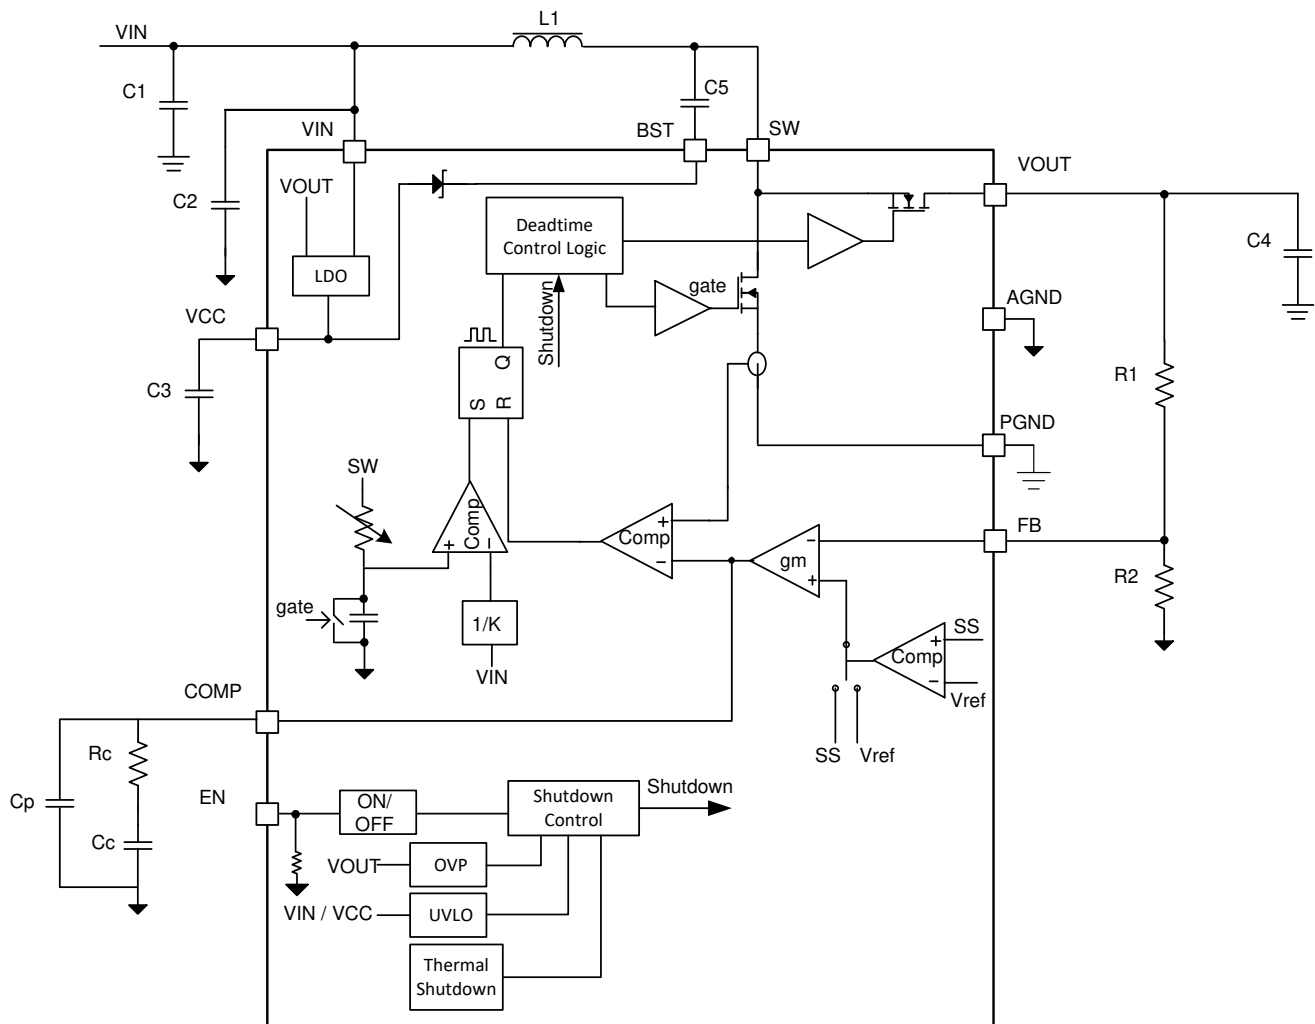 L1
VIN
C1
C5
VIN
BST
SW
VOUT
VOUT
C2
Deadtime
Control Logic
C4
LDO
gate
AGND
VCC
Shutdown
Q
C3
S
R
R1
PGND
SW
Comp
+
−
Comp
+
−
gm
−
+
FB
R2
gate
1/K
VIN
Comp
+
−
SS
Vref
COMP
SS
Vref
Rc
Cp
Cc
EN
ON/
OFF
Shutdown
Control
Shutdown
VOUT
OVP
VIN / VCC
UVLO
Thermal
Shutdown